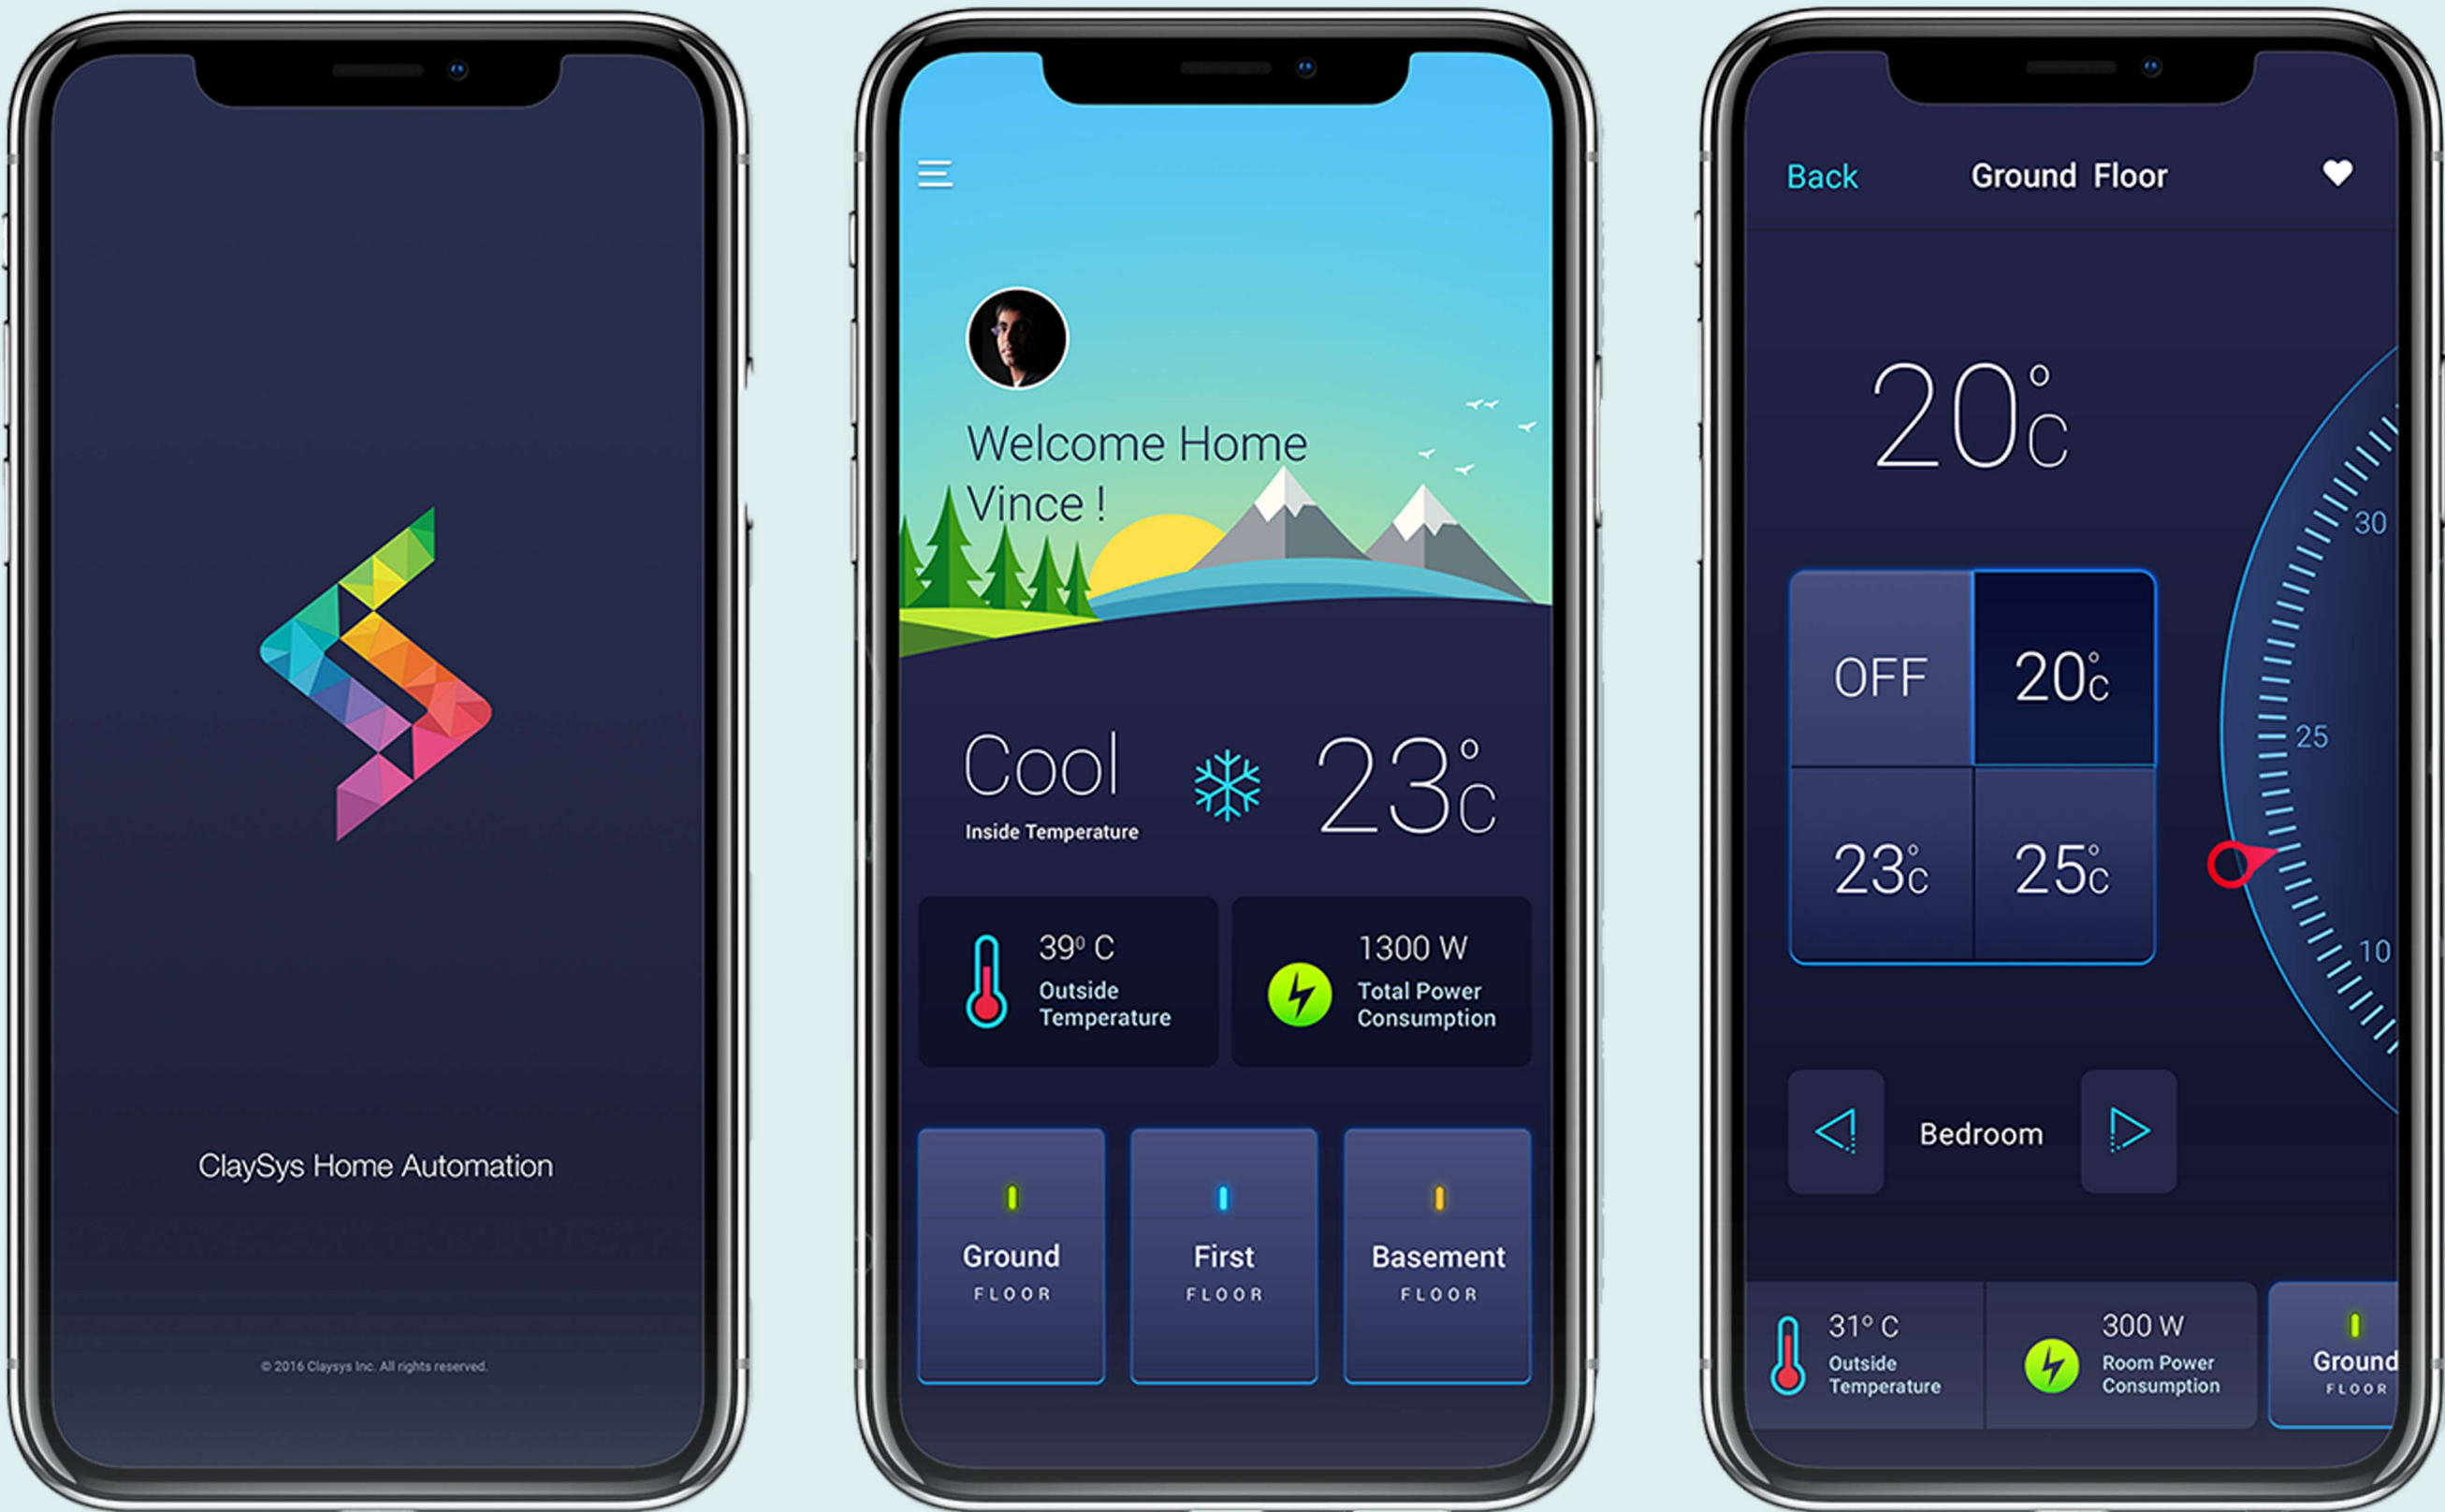 ClaySys Home Automation
© 2016 Claysys Inc. All rights reserved.
Welcome Home
Vince !
Cool
23°C
Inside Temperature
39⁰ C
Outside
Temperature
1300 W
Total Power
Consumption
Ground
FLOOR
First
FLOOR
Basement
FLOOR
Back
Ground Floor
20°C
OFF
20°C
23°C
25°C
30
25
10
Bedroom
31º C
Outside
Temperature
300 W
Room Power
Consumption
Ground
FLOOR